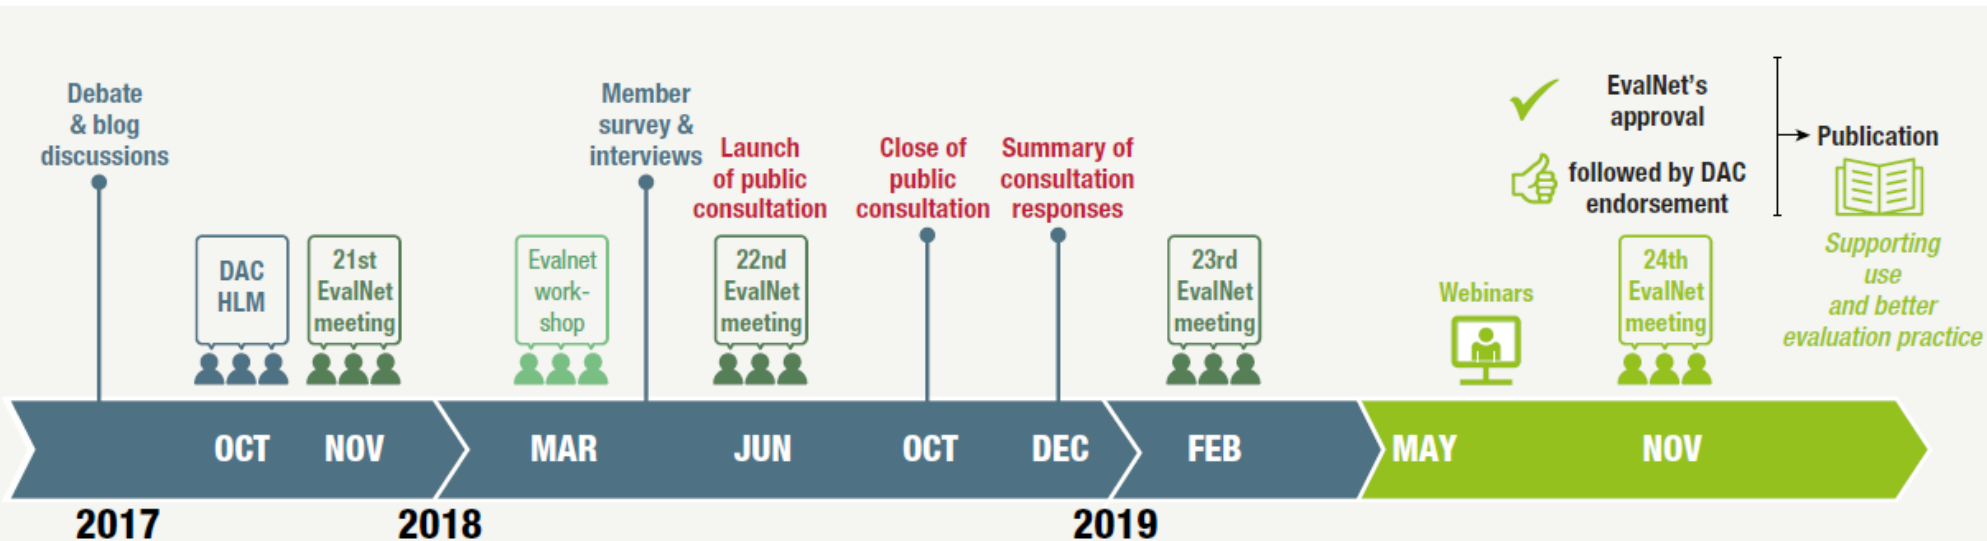 Debate
& blog
discussions
DAC
HLM
21st
EvalNet
meeting
Evalnet
work-
shop
Member
survey &
interviews
Launch
of public
consultation
22nd
EvalNet
meeting
Close of
public
consultation
Summary of
consultation
responses
23rd
EvalNet
meeting
Webinars
EvalNet's
approval
followed by DAC
endorsement
24th
EvalNet
meeting
Publication
Supporting
use
and better
evaluation practice
OCT
NOV
MAR
JUN
OCT
DEC
FEB
MAY
NOV
2017
2018
2019